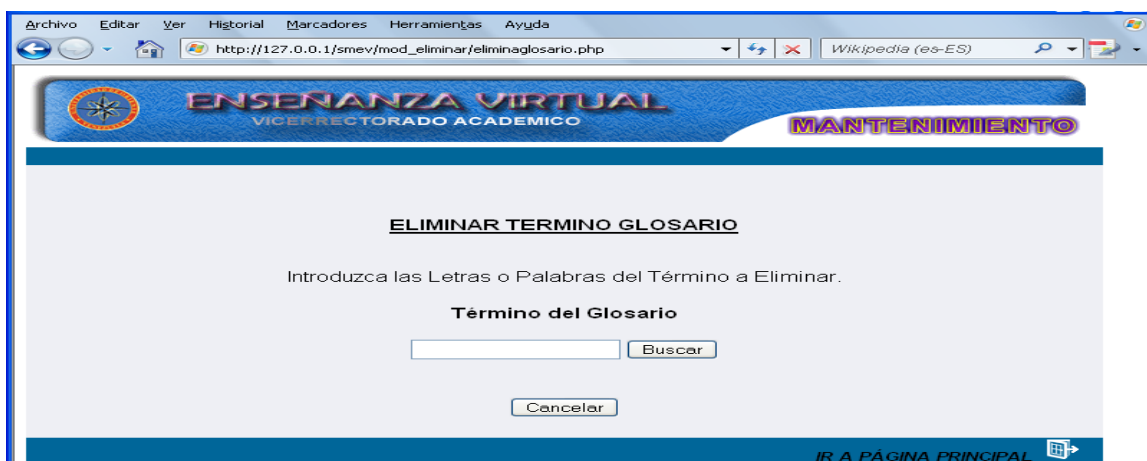 Archivo Editar Ver Historial Marcadores Herramientas Ayuda
http://127.0.0.1/smev/mod_eliminar/eliminaglosario.php Wikipedia (es-ES)
ENSEÑANZA VIRTUAL
VICERRECTORADO ACADEMICO
MANTENIMIENTO
ELIMINAR TERMINO GLOSARIO
Introduzca las Letras o Palabras del Término a Eliminar.
Término del Glosario
Buscar
Cancelar
IR A PÁGINA PRINCIPAL